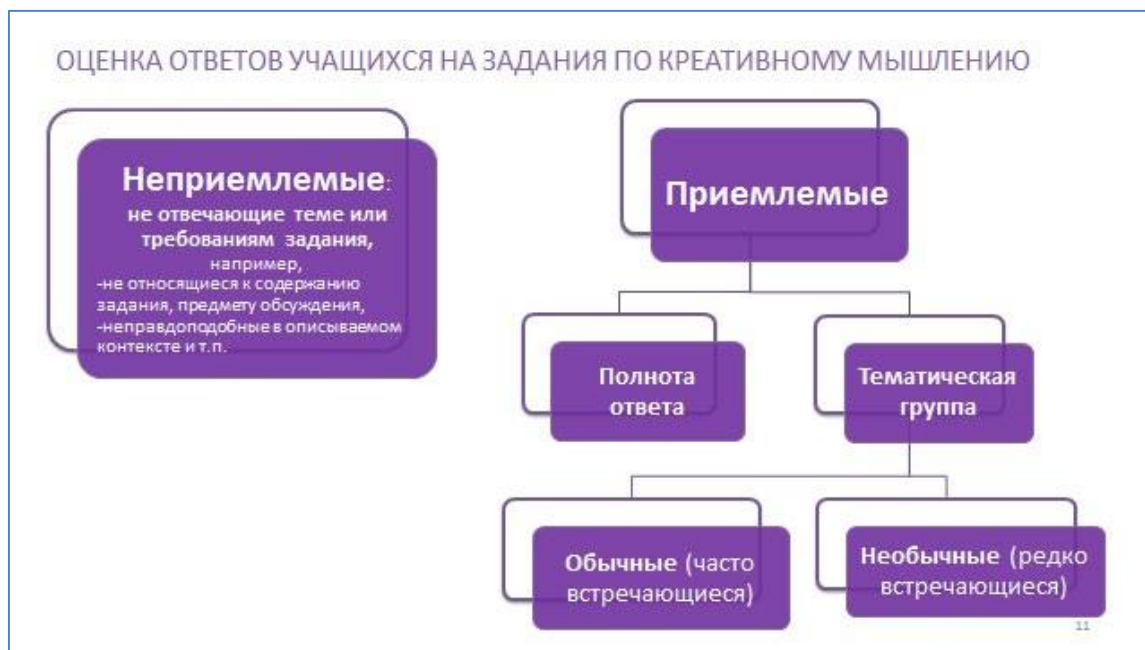 ОЦЕНКА ОТВЕТОВ УЧАЩИХСЯ НА ЗАДАНИЯ ПО КРЕАТИВНОМУ МЫШЛЕНИЮ
Неприемлемые:
не отвечающие теме или
требованиям задания,
например,
-не относящиеся к содержанию
задания, предмету обсуждения,
-неправдоподобные в описываемом
контексте и т.п.
Приемлемые
Полнота
ответа
Тематическая
группа
Обычные (часто
встречающиеся)
Необычные (редко
встречающиеся)
11